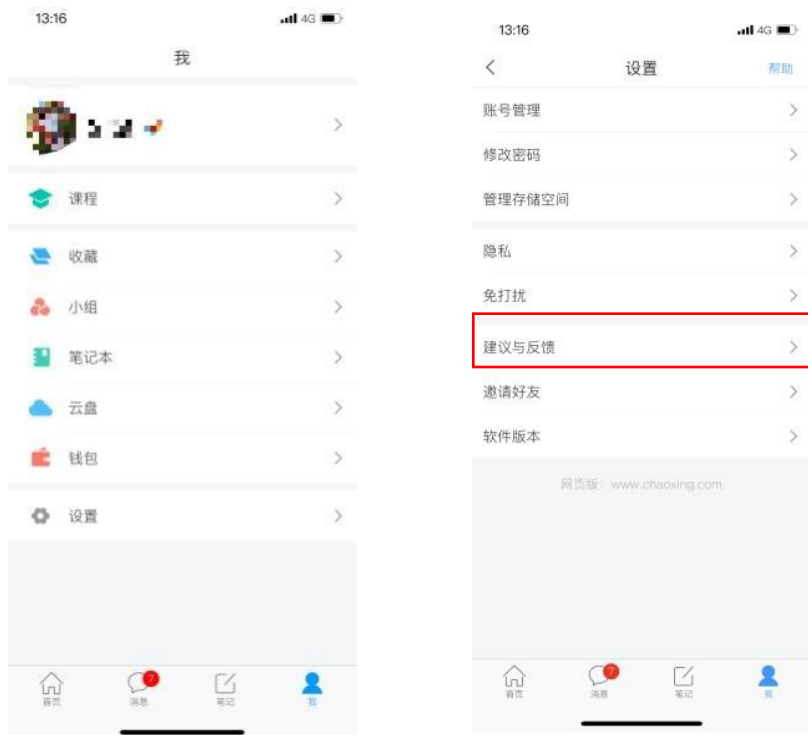 13:16
4G
我
课程
收藏
小组
笔记本
云盘
钱包
设置
首页
7
消息
笔记
我
13:16
4G
设置
帮助
账号管理
修改密码
管理存储空间
隐私
免打扰
建议与反馈
邀请好友
软件版本
网页版：www.chaoxing.com
首页
7
消息
笔记
我